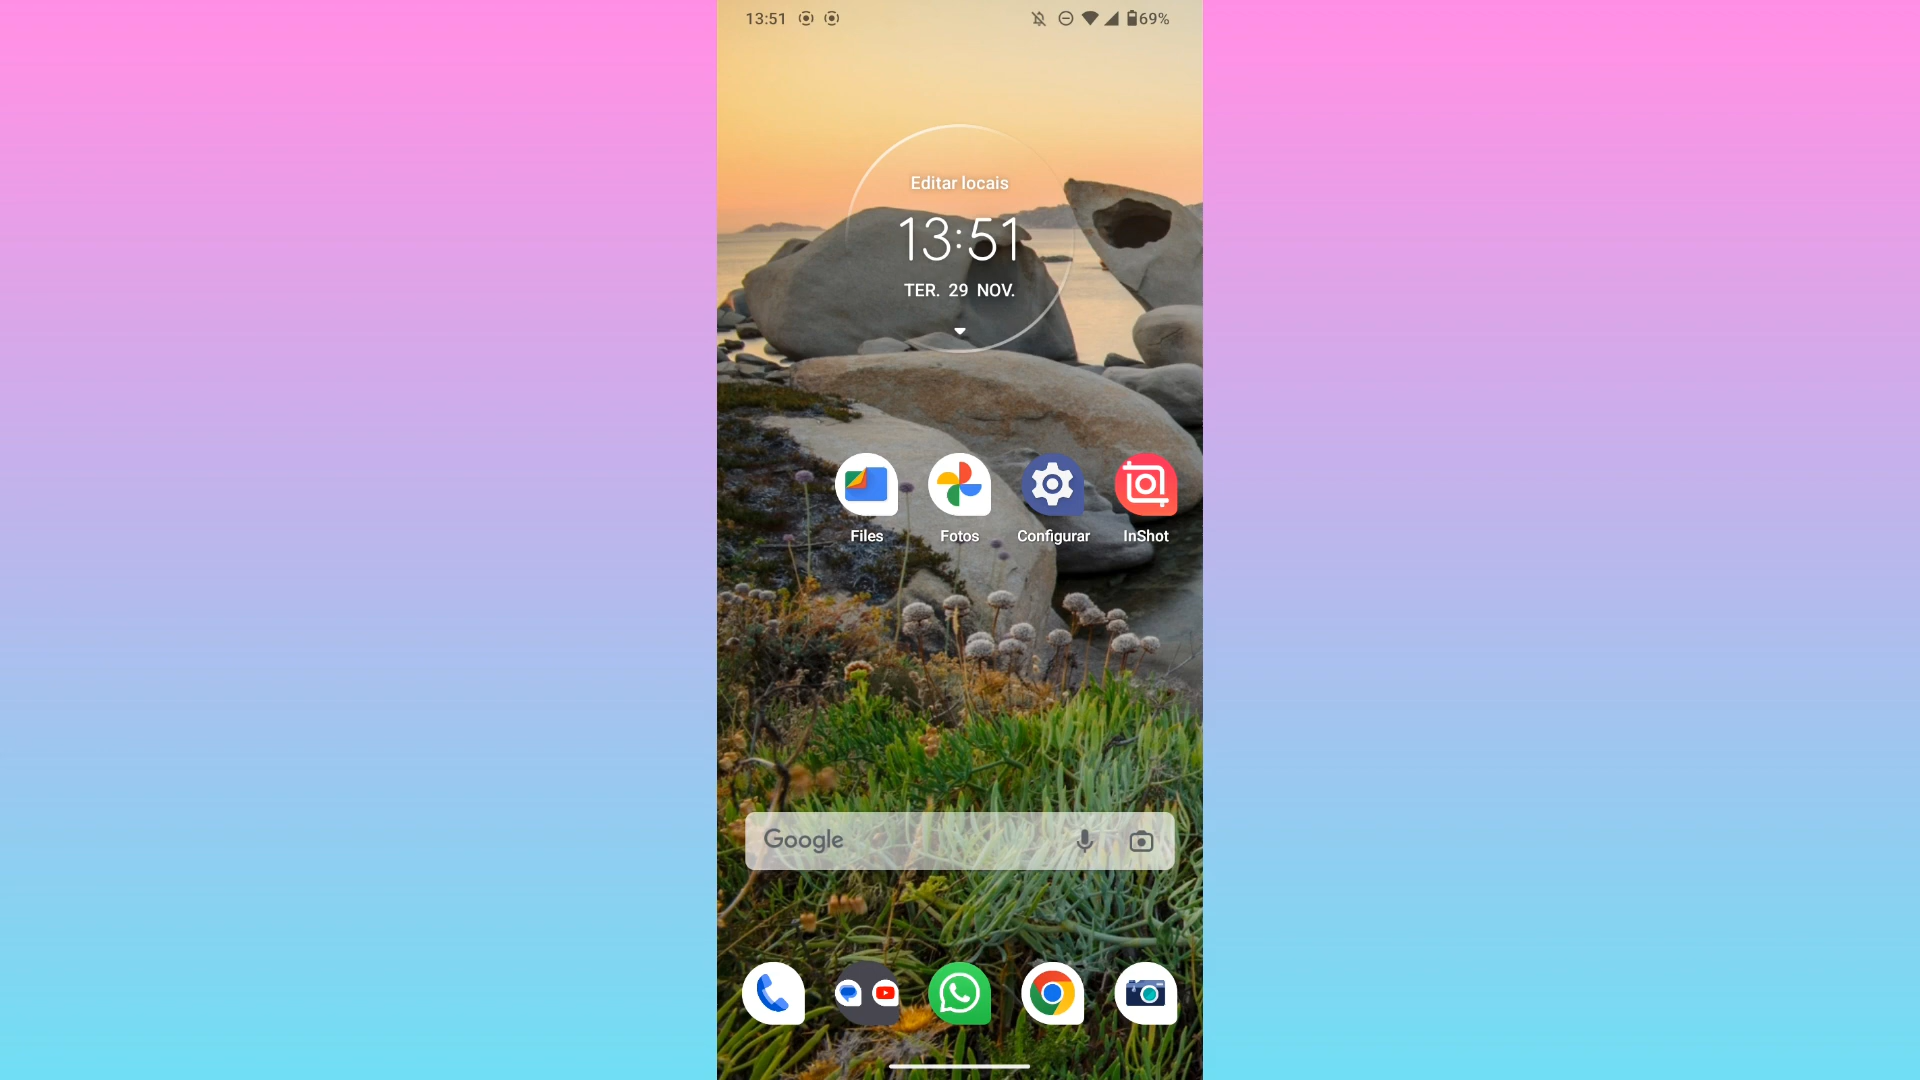 13:51 69%
Editar locais
13:51
TER. 29 NOV.
Files Fotos Configurar InShot
Google